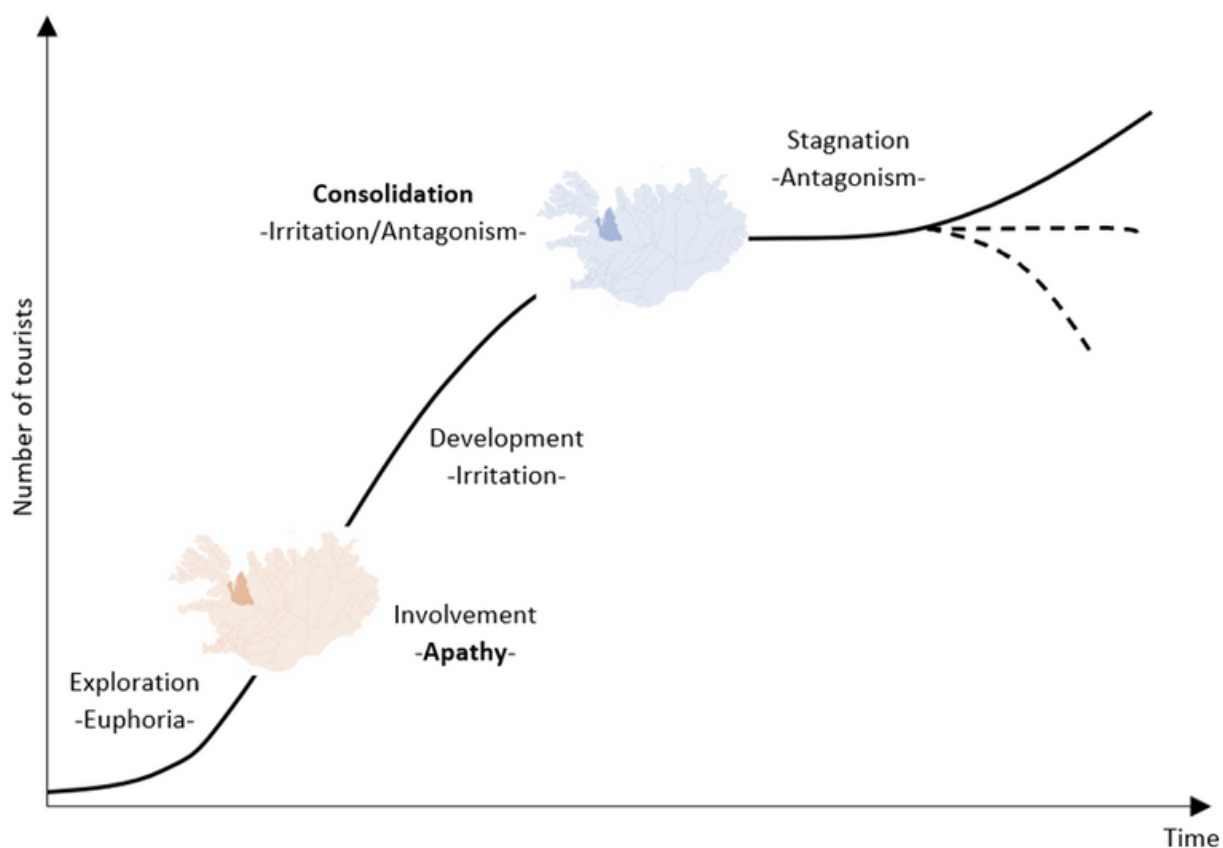 Stagnation
-Antagonism-
Consolidation
-Irritation/Antagonism-
Number of tourists
Development
-Irritation-
Involvement
-Apathy-
Exploration
-Euphoria-
Time